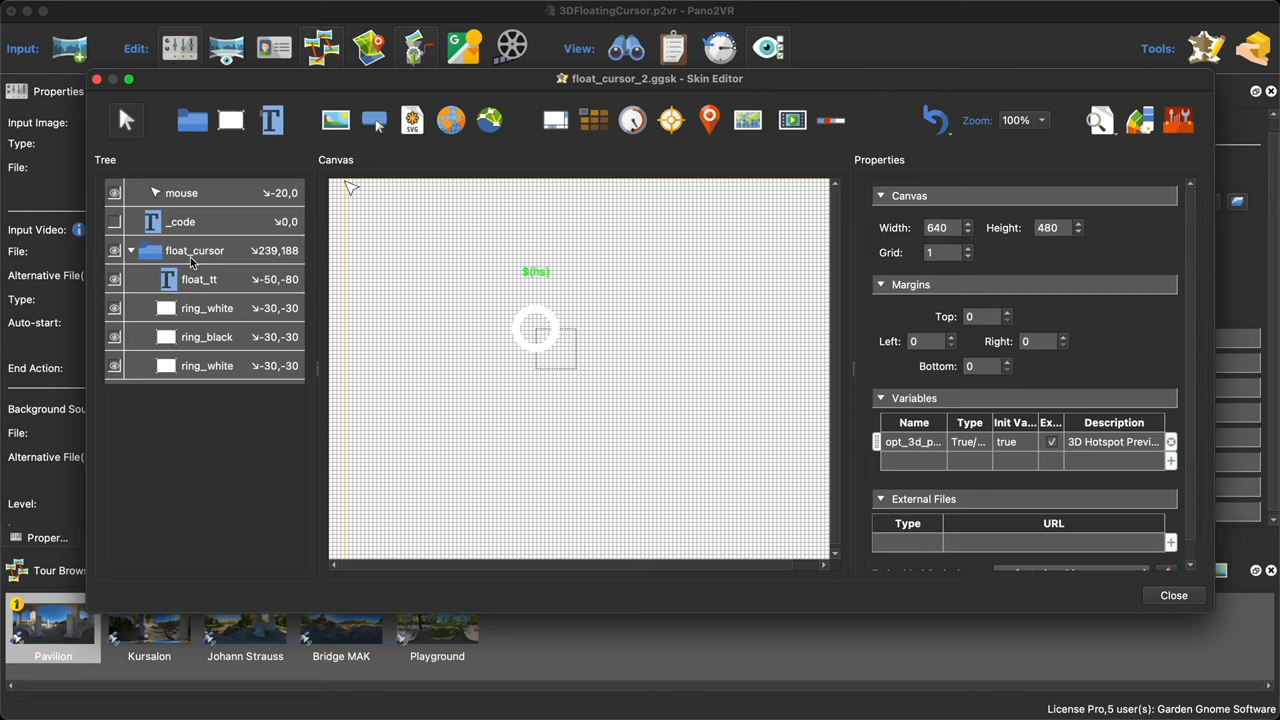 3DFloatingCursor.p2vr - Pano2VR
Input:
Edit:
View:
Tools:
float_cursor_2.ggsk - Skin Editor
Properties
Input Image:
Type:
File:
Input Video:
File:
Alternative File(
Type:
Auto-start:
End Action:
Background Sou
File:
Alternative File(
Level:
Proper...
T
SVG
Zoom: 100%
Tree
mouse -20,0
T _code 0,0
float_cursor 239,188
T float_tt -50,-80
ring_white -30,-30
ring_black -30,-30
ring_white -30,-30
Canvas
$(hs)
Properties
Canvas
Width: 640 Height: 480
Grid: 1
Margins
Top: 0
Left: 0 Right: 0
Bottom: 0
Variables
Name Type Init Va... Ex... Description
opt_3d_p... True/... true 3D Hotspot Previ...
External Files
Type URL
Close
Tour Brows
1
Pavilion
Kursalon
Johann Strauss
Bridge MAK
Playground
License Pro,5 user(s): Garden Gnome Software